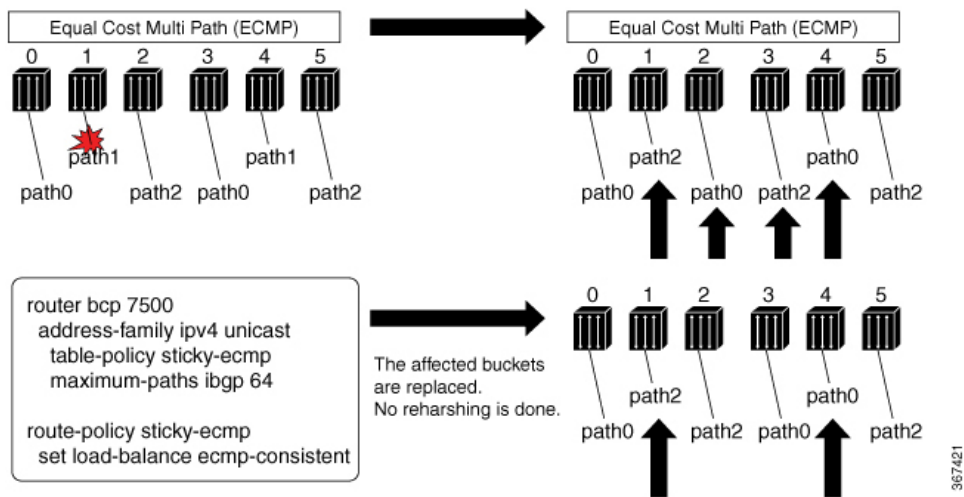 Equal Cost Multi Path (ECMP)
0 1 2 3 4 5
path1 path1
path0 path2 path0 path2
Equal Cost Multi Path (ECMP)
0 1 2 3 4 5
path2 path0
path0 path0 path2 path2
router bcp 7500
address-family ipv4 unicast
table-policy sticky-ecmp
maximum-paths ibgp 64
route-policy sticky-ecmp
set load-balance ecmp-consistent
The affected buckets
are replaced.
No reharshing is done.
0 1 2 3 4 5
path2 path0
path0 path2 path0 path2
367421